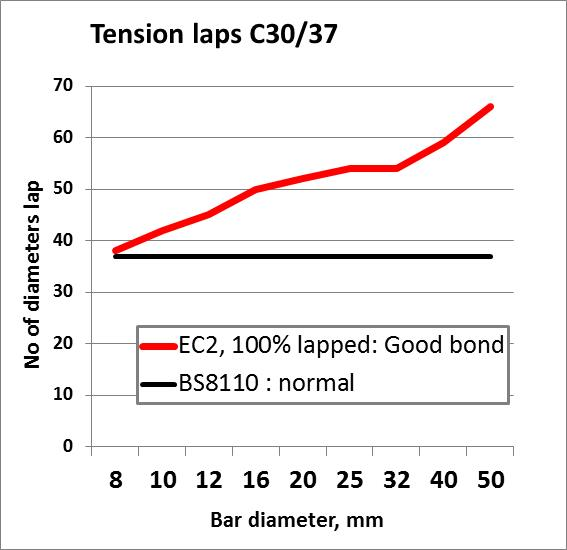 Tension laps C30/37
No of diameters lap
70
60
50
40
30
20
10
0
EC2, 100% lapped: Good bond
BS8110 : normal
8 10 12 16 20 25 32 40 50
Bar diameter, mm